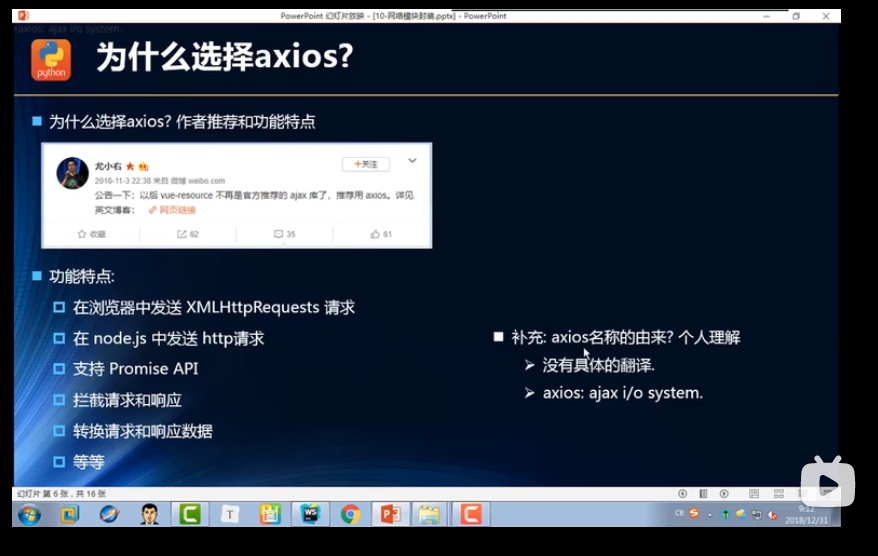 PowerPoint 幻灯片放映 - [10-网络模块封装.pptx] - PowerPoint
axios: ajax i/o system.
python
为什么选择axios?
为什么选择axios? 作者推荐和功能特点
尤小右
+关注
2016-11-3 22:38 来自 微博 weibo.com
公告一下：以后 vue-resource 不再是官方推荐的 ajax 库了，推荐用 axios。详见
英文博客： 网页链接
收藏 62 35 61
功能特点:
在浏览器中发送 XMLHttpRequests 请求
在 node.js 中发送 http请求
支持 Promise API
拦截请求和响应
转换请求和响应数据
等等
补充: axios名称的由来? 个人理解
没有具体的翻译.
axios: ajax i/o system.
幻灯片 第 6 张，共 16 张
T
WS
CH
9:12
2018/12/31